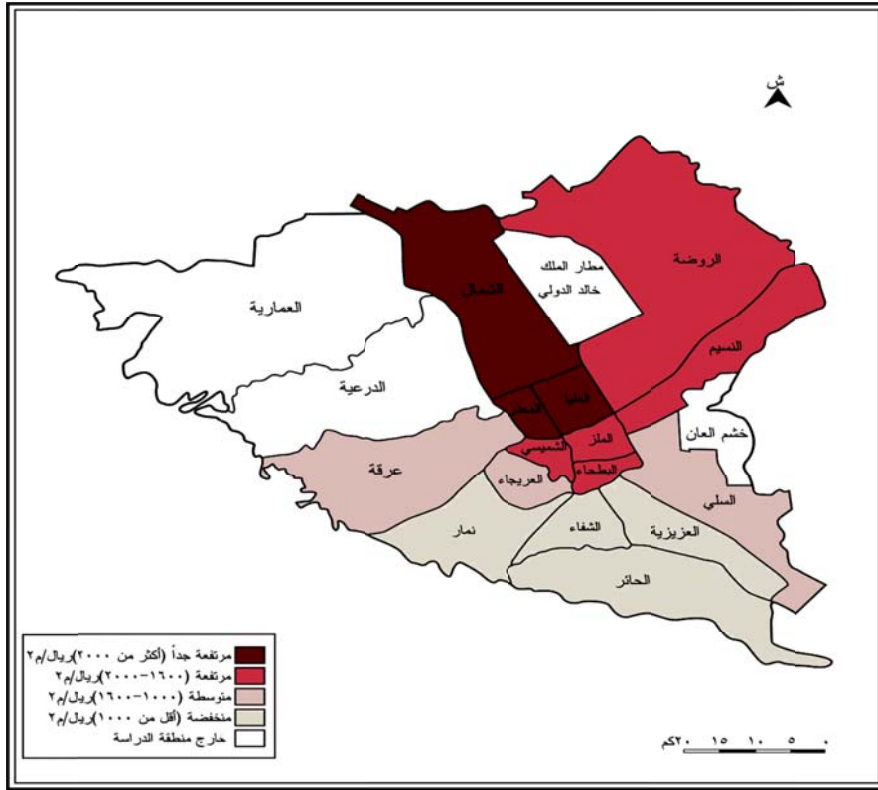 ش
الروضة
مطار الملك
خالد الدولي
الشمال
العمارية
النسيم
الدرعية
العليا
المعذر
الملز
خشم العان
الشميسي
البطحاء
عرقة
العريجاء
السلي
العزيزية
الشفاء
نمار
الحائر
مرتفعة جداً (أكثر من ٢٠٠٠)ريال/م٢
مرتفعة (١٦٠٠-٢٠٠٠)ريال/م٢
متوسطة (١٠٠٠-١٦٠٠)ريال/م٢
منخفضة (أقل من ١٠٠٠)ريال/م٢
خارج منطقة الدراسة
٠ ٥ ١٠ ١٥ ٢٠كم